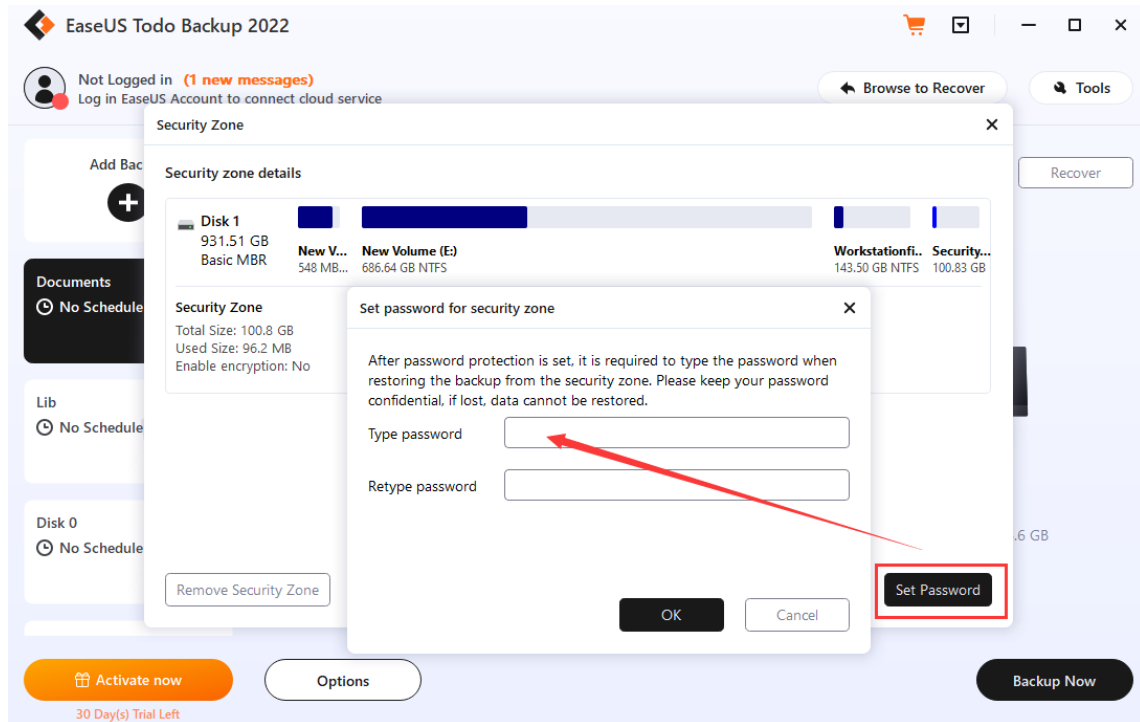 EaseUS Todo Backup 2022
Not Logged in (1 new messages)
Log in EaseUS Account to connect cloud service
Browse to Recover
Tools
Security Zone
Add Bac
Security zone details
Recover
Disk 1
931.51 GB
Basic MBR
New V...
548 MB...
New Volume (E:)
686.64 GB NTFS
Workstationfi..
143.50 GB NTFS
Security...
100.83 GB
Documents
No Schedule
Security Zone
Total Size: 100.8 GB
Used Size: 96.2 MB
Enable encryption: No
Set password for security zone
After password protection is set, it is required to type the password when
restoring the backup from the security zone. Please keep your password
confidential, if lost, data cannot be restored.
Type password
Retype password
Lib
No Schedule
Disk 0
No Schedule
.6 GB
Remove Security Zone
Set Password
OK
Cancel
Activate now
30 Day(s) Trial Left
Options
Backup Now